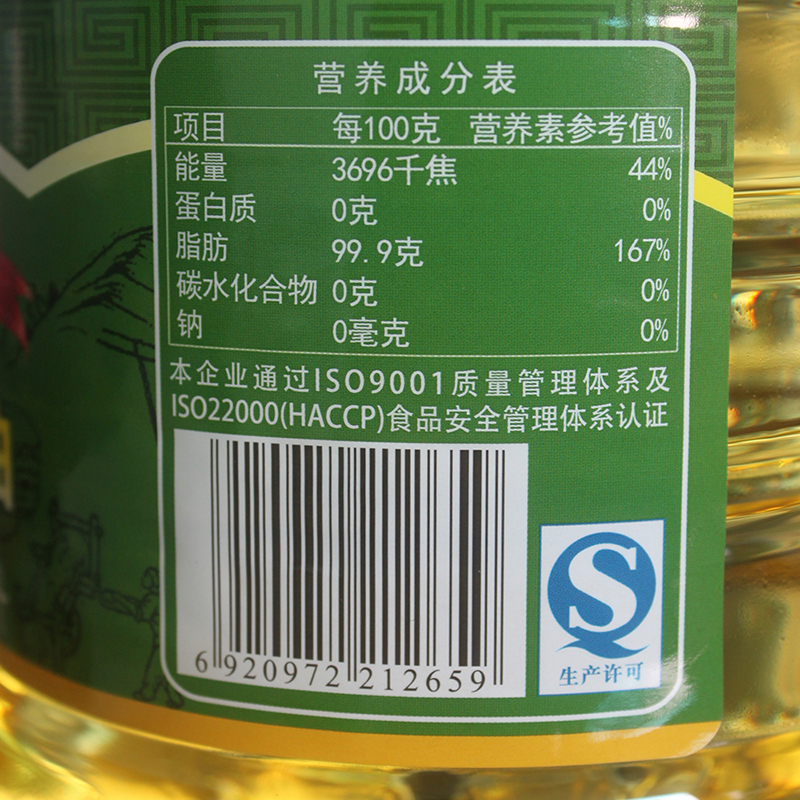 营养成分表
项目 每100克 营养素参考值%
能量 3696千焦 44%
蛋白质 0克 0%
脂肪 99.9克 167%
碳水化合物 0克 0%
钠 0毫克 0%
本企业通过ISO9001质量管理体系及
ISO22000(HACCP)食品安全管理体系认证
6 920972 212659
生产许可